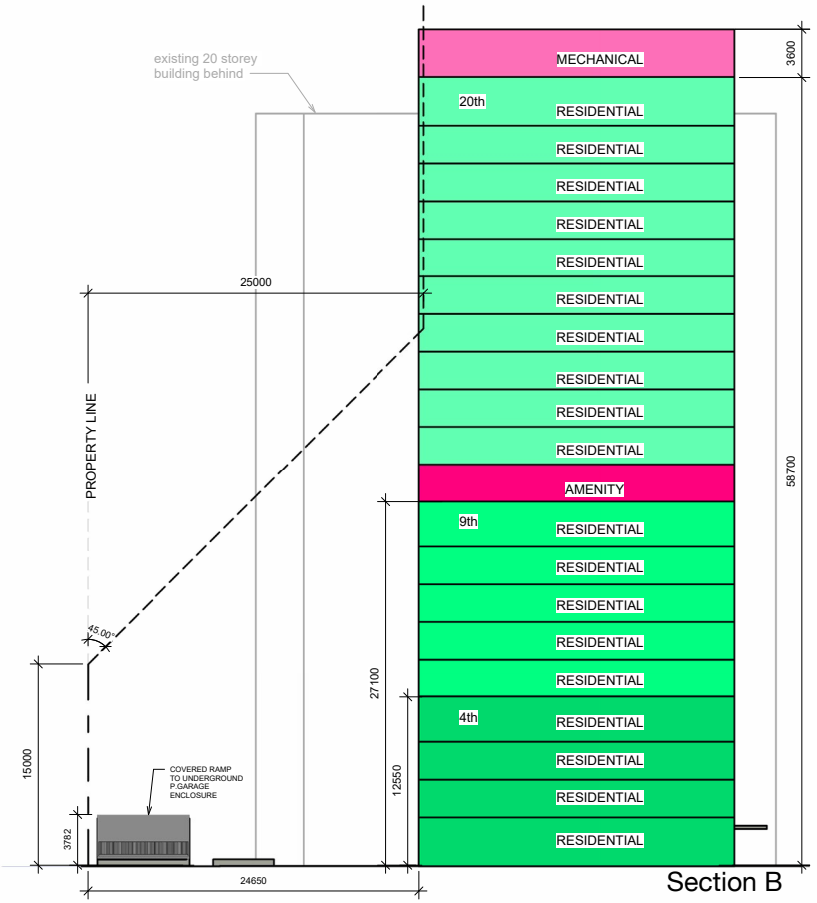 existing 20 storey
building behind
MECHANICAL
3600
20th
RESIDENTIAL
RESIDENTIAL
RESIDENTIAL
RESIDENTIAL
RESIDENTIAL
25000
RESIDENTIAL
RESIDENTIAL
RESIDENTIAL
RESIDENTIAL
RESIDENTIAL
PROPERTY LINE
58700
AMENITY
9th
RESIDENTIAL
RESIDENTIAL
RESIDENTIAL
45.00°
RESIDENTIAL
RESIDENTIAL
27100
4th
RESIDENTIAL
15000
RESIDENTIAL
COVERED RAMP
TO UNDERGROUND
P.GARAGE
ENCLOSURE
12550
RESIDENTIAL
3782
RESIDENTIAL
24650
Section B